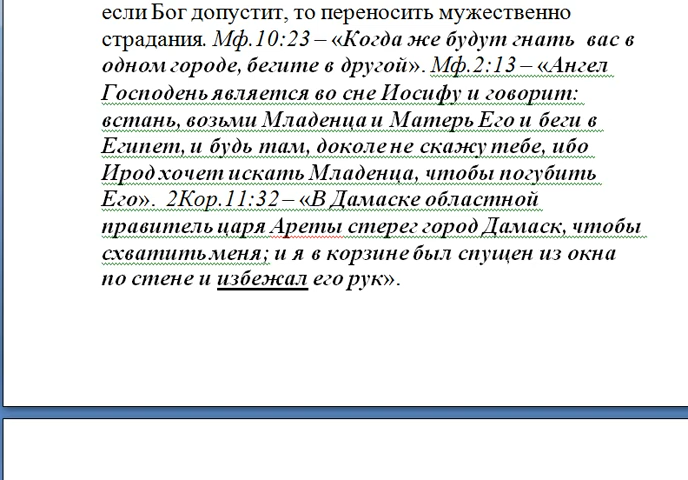 если Бог допустит, то переносить мужественно
страдания. Мф.10:23 – «Когда же будут гнать вас в
одном городе, бегите в другой». Мф.2:13 – «Ангел
Господень является во сне Иосифу и говорит:
встань, возьми Младенца и Матерь Его и беги в
Египет, и будь там, доколе не скажу тебе, ибо
Ирод хочет искать Младенца, чтобы погубить
Его». 2Кор.11:32 – «В Дамаске областной
правитель царя Ареты стерег город Дамаск, чтобы
схватить меня; и я в корзине был спущен из окна
по стене и избежал его рук».